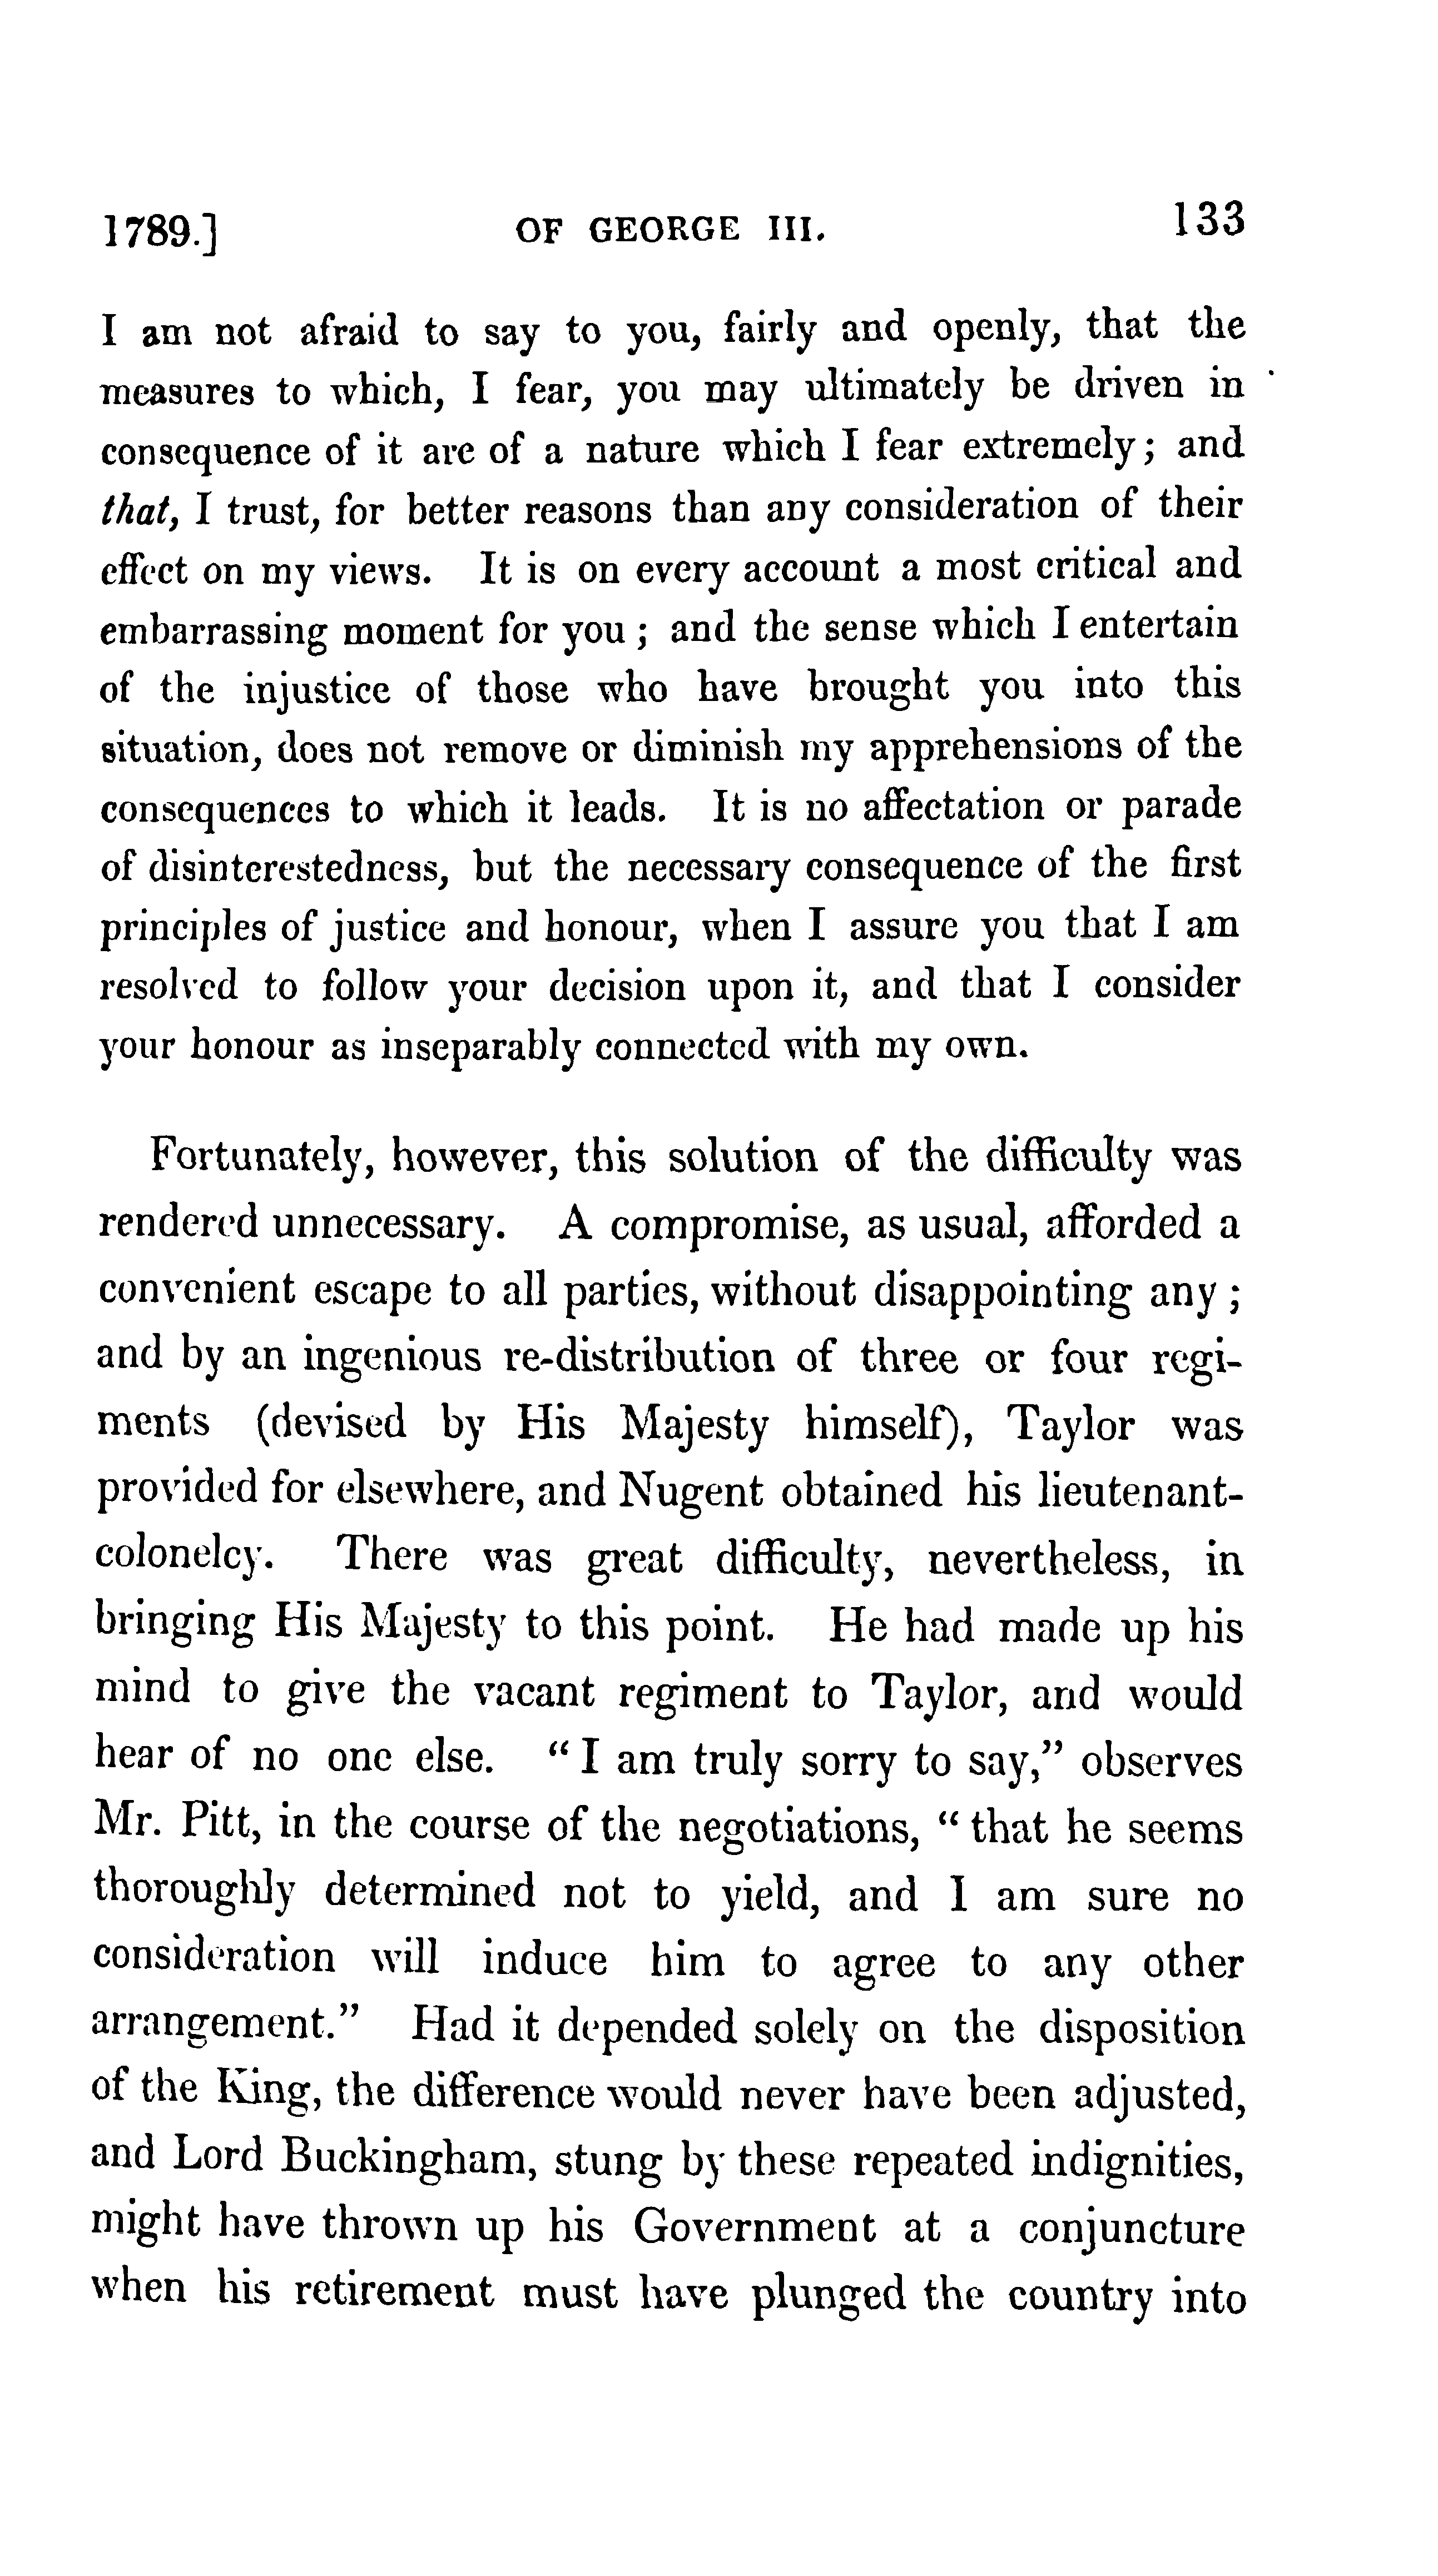 1789.] OF GEORGE III. 133
I am not afraid to say to you, fairly and openly, that the
measures to which, I fear, you may ultimately be driven in
consequence of it are of a nature which I fear extremely; and
that, I trust, for better reasons than any consideration of their
effect on my views. It is on every account a most critical and
embarrassing moment for you; and the sense which I entertain
of the injustice of those who have brought you into this
situation, does not remove or diminish my apprehensions of the
consequences to which it leads. It is no affectation or parade
of disinterestedness, but the necessary consequence of the first
principles of justice and honour, when I assure you that I am
resolved to follow your decision upon it, and that I consider
your honour as inseparably connected with my own.
Fortunately, however, this solution of the difficulty was
rendered unnecessary. A compromise, as usual, afforded a
convenient escape to all parties, without disappointing any;
and by an ingenious re-distribution of three or four regi-
ments (devised by His Majesty himself), Taylor was
provided for elsewhere, and Nugent obtained his lieutenant-
colonelcy. There was great difficulty, nevertheless, in
bringing His Majesty to this point. He had made up his
mind to give the vacant regiment to Taylor, and would
hear of no one else. "I am truly sorry to say," observes
Mr. Pitt, in the course of the negotiations, "that he seems
thoroughly determined not to yield, and I am sure no
consideration will induce him to agree to any other
arrangement." Had it depended solely on the disposition
of the King, the difference would never have been adjusted,
and Lord Buckingham, stung by these repeated indignities,
might have thrown up his Government at a conjuncture
when his retirement must have plunged the country into